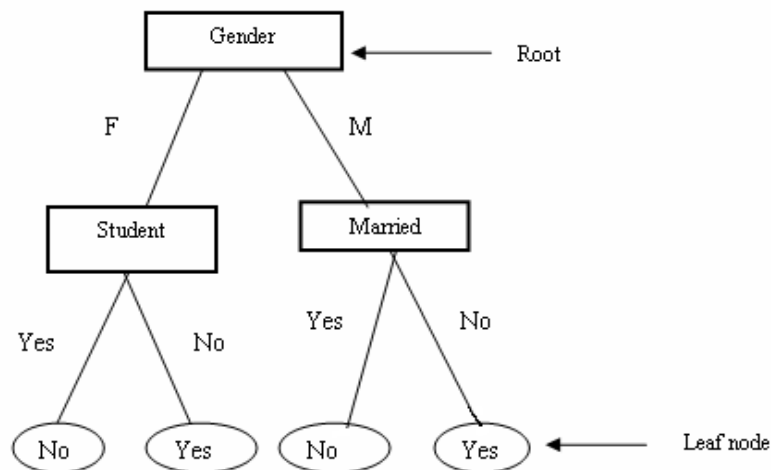 Gender
Root
F
M
Student
Married
Yes
No
Yes
No
No
Yes
No
Yes
Leaf node